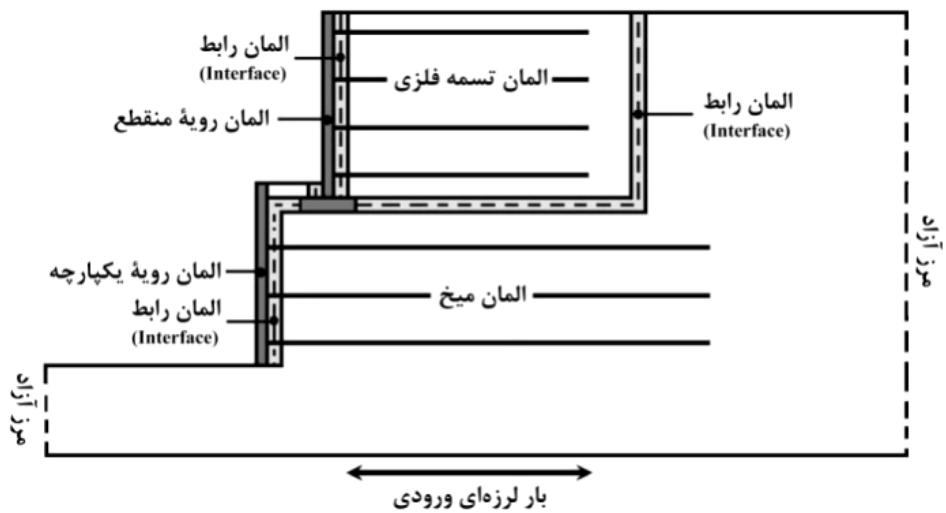 المان رابط
(Interface)
المان تسمه فلزی
المان رویهٔ منقطع
المان رابط
(Interface)
مرز آزاد
المان رویهٔ یکپارچه
المان میخ
المان رابط
(Interface)
مرز آزاد
بار لرزه‌ای ورودی